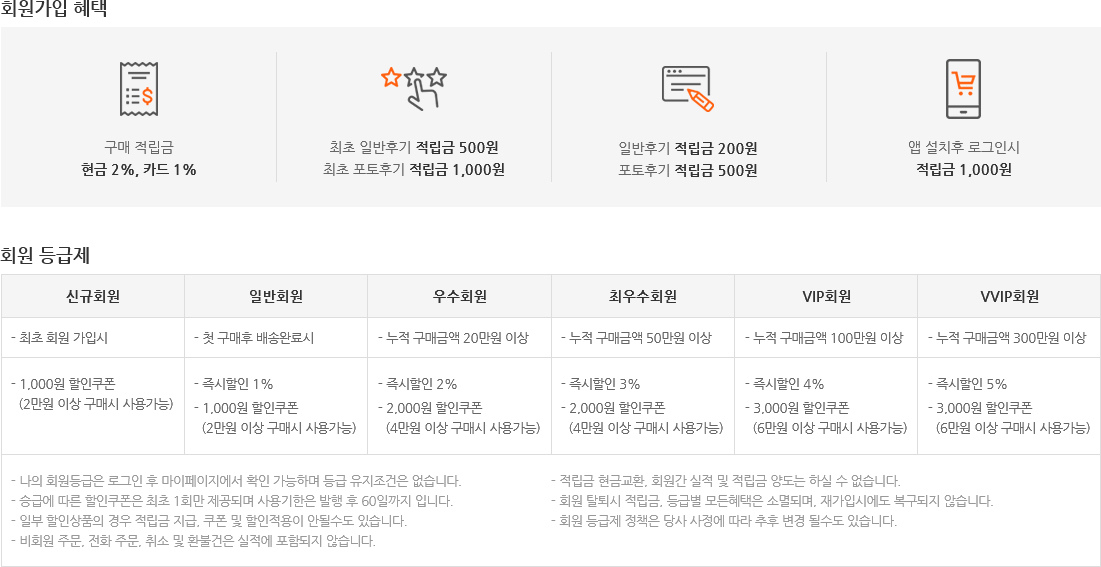 회원가입 혜택
구매 적립금
현금 2%, 카드 1%
최초 일반후기 적립금 500원
최초 포토후기 적립금 1,000원
일반후기 적립금 200원
포토후기 적립금 500원
앱 설치후 로그인시
적립금 1,000원
회원 등급제
신규회원
일반회원
우수회원
최우수회원
VIP회원
VVIP회원
- 최초 회원 가입시
- 첫 구매후 배송완료시
- 누적 구매금액 20만원 이상
- 누적 구매금액 50만원 이상
- 누적 구매금액 100만원 이상
- 누적 구매금액 300만원 이상
- 1,000원 할인쿠폰
(2만원 이상 구매시 사용가능)
- 즉시할인 1%
- 1,000원 할인쿠폰
(2만원 이상 구매시 사용가능)
- 즉시할인 2%
- 2,000원 할인쿠폰
(4만원 이상 구매시 사용가능)
- 즉시할인 3%
- 2,000원 할인쿠폰
(4만원 이상 구매시 사용가능)
- 즉시할인 4%
- 3,000원 할인쿠폰
(6만원 이상 구매시 사용가능)
- 즉시할인 5%
- 3,000원 할인쿠폰
(6만원 이상 구매시 사용가능)
- 나의 회원등급은 로그인 후 마이페이지에서 확인 가능하며 등급 유지조건은 없습니다.
- 승급에 따른 할인쿠폰은 최초 1회만 제공되며 사용기한은 발행 후 60일까지 입니다.
- 일부 할인상품의 경우 적립금 지급, 쿠폰 및 할인적용이 안될수도 있습니다.
- 비회원 주문, 전화 주문, 취소 및 환불건은 실적에 포함되지 않습니다.
- 적립금 현금교환, 회원간 실적 및 적립금 양도는 하실 수 없습니다.
- 회원 탈퇴시 적립금, 등급별 모든혜택은 소멸되며, 재가입시에도 복구되지 않습니다.
- 회원 등급제 정책은 당사 사정에 따라 추후 변경 될수도 있습니다.